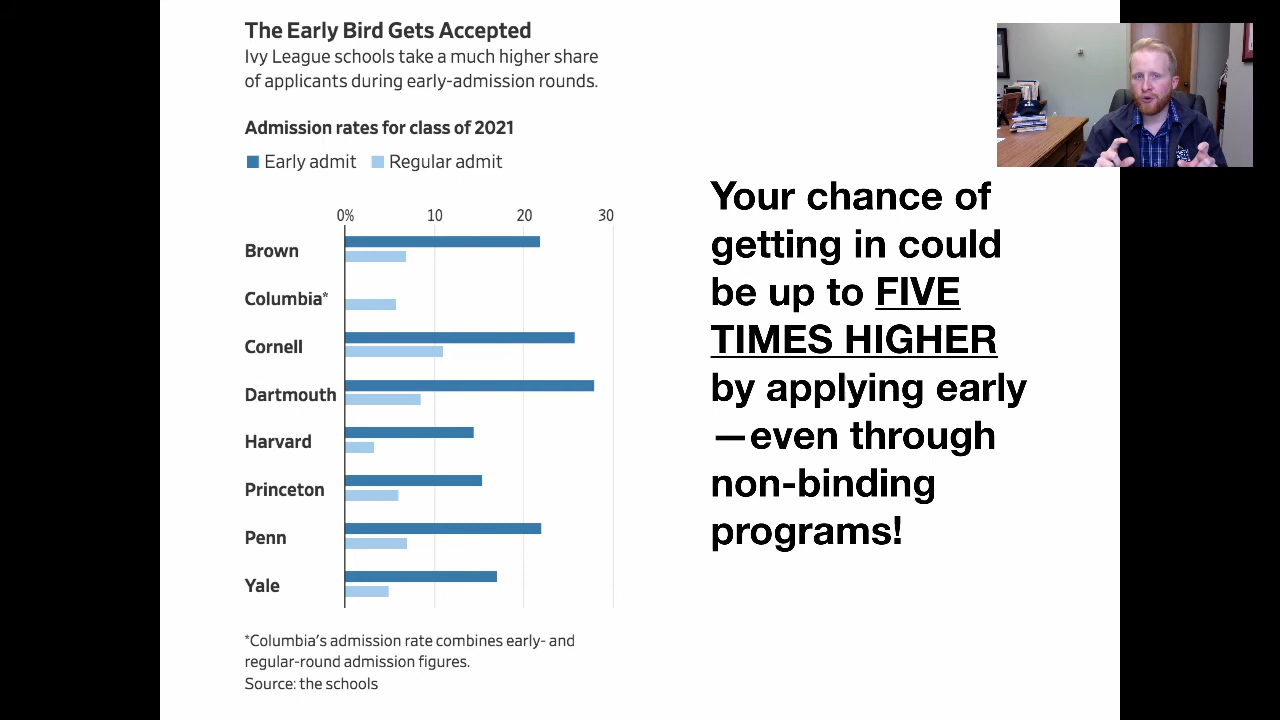 The Early Bird Gets Accepted
Ivy League schools take a much higher share
of applicants during early-admission rounds.
Admission rates for class of 2021
Early admit Regular admit
0% 10 20 30
Brown
Columbia*
Cornell
Dartmouth
Harvard
Princeton
Penn
Yale
*Columbia's admission rate combines early- and
regular-round admission figures.
Source: the schools
Your chance of
getting in could
be up to FIVE
TIMES HIGHER
by applying early
—even through
non-binding
programs!